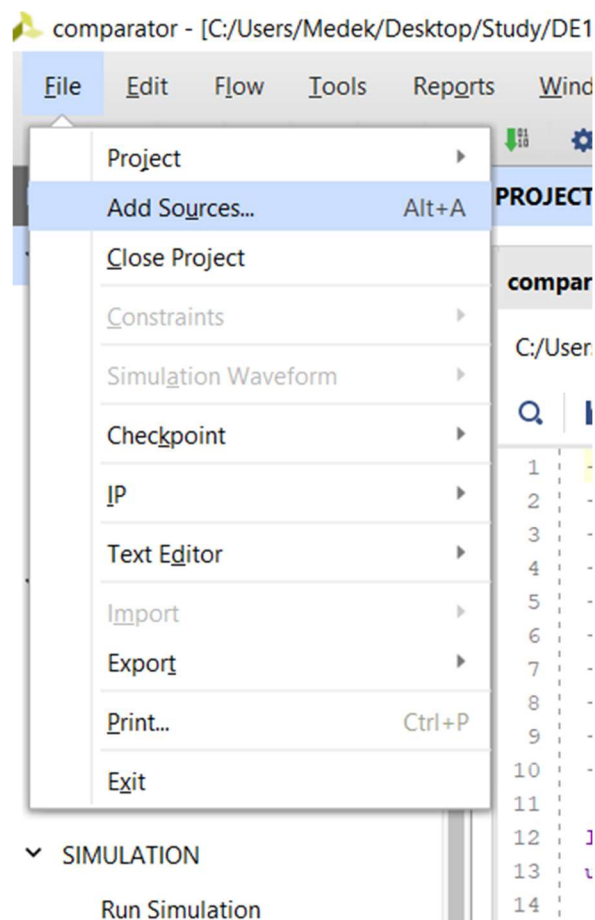 comparator - [C:/Users/Medek/Desktop/Study/DE1
File Edit Flow Tools Reports Wind
Project
Add Sources... Alt+A
PROJECT
Close Project
compar
Constraints
C:/User
Simulation Waveform
Checkpoint
IP
Text Editor
Import
Export
Print... Ctrl+P
Exit
1
2
3
4
5
6
7
8
9
10
11
12
13
14
SIMULATION
Run Simulation